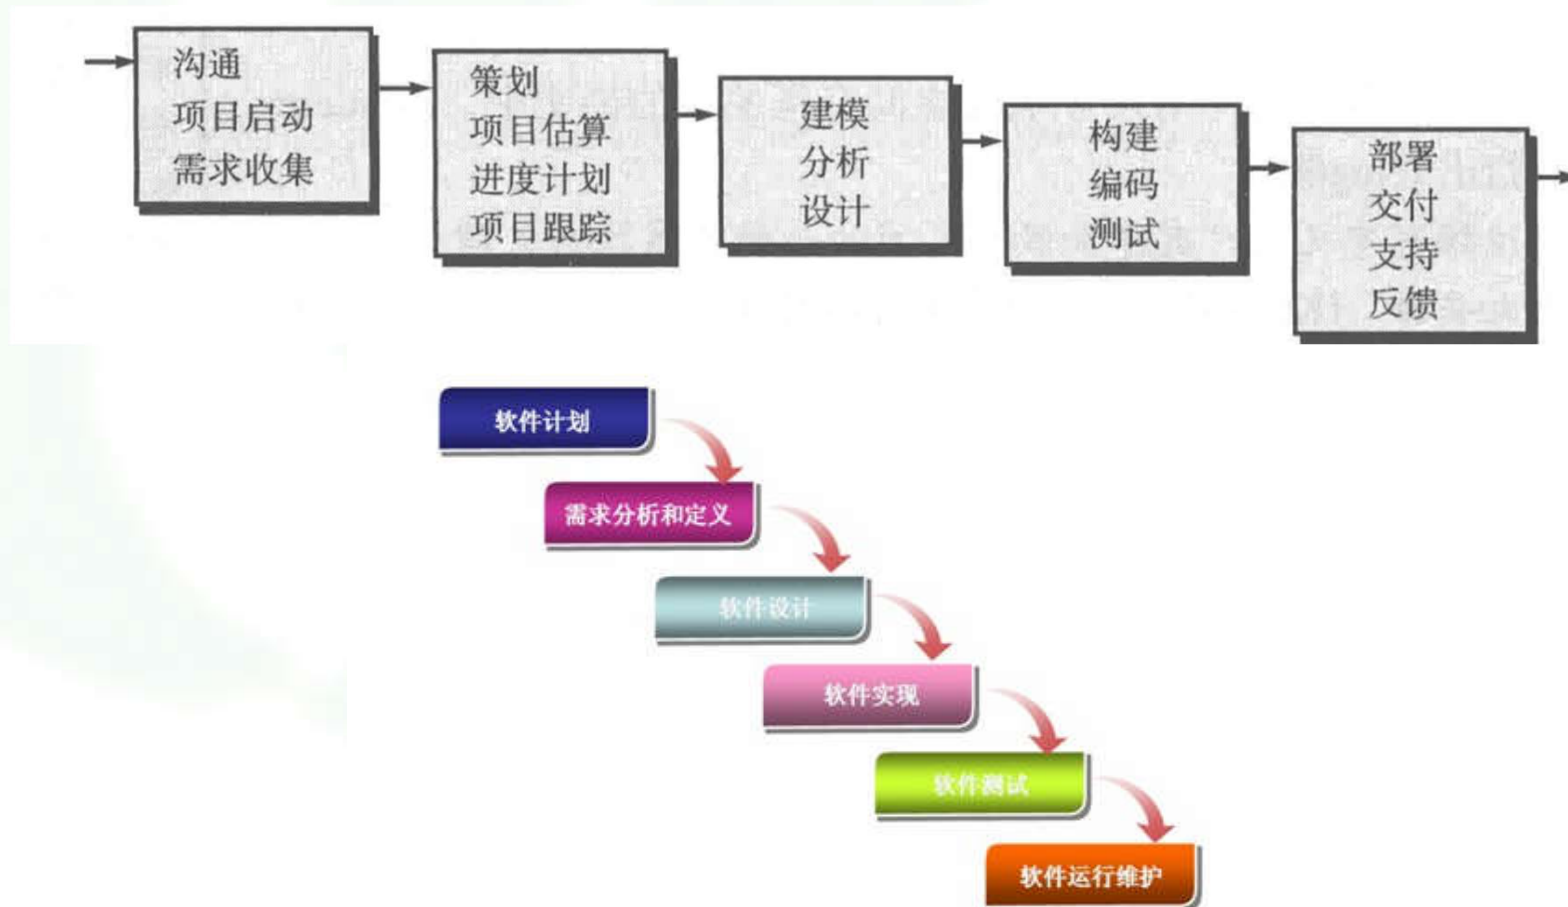 沟通
项目启动
需求收集
策划
项目估算
进度计划
项目跟踪
建模
分析
设计
构建
编码
测试
部署
交付
支持
反馈
软件计划
需求分析和定义
软件设计
软件实现
软件测试
软件运行维护